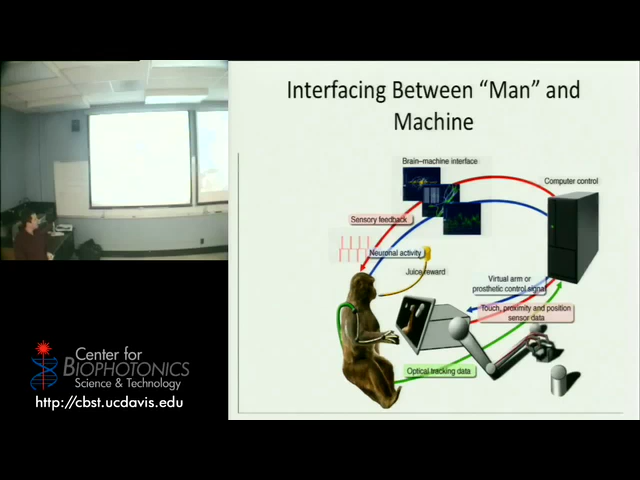 Interfacing Between “Man” and
Machine
Brain–machine interface
Computer control
Sensory feedback
Neuronal activity
Juice reward
Virtual arm or
prosthetic control signal
Touch, proximity and position
sensor data
Optical tracking data
Center for
BIOPHOTONICS
Science & Technology
http://cbst.ucdavis.edu